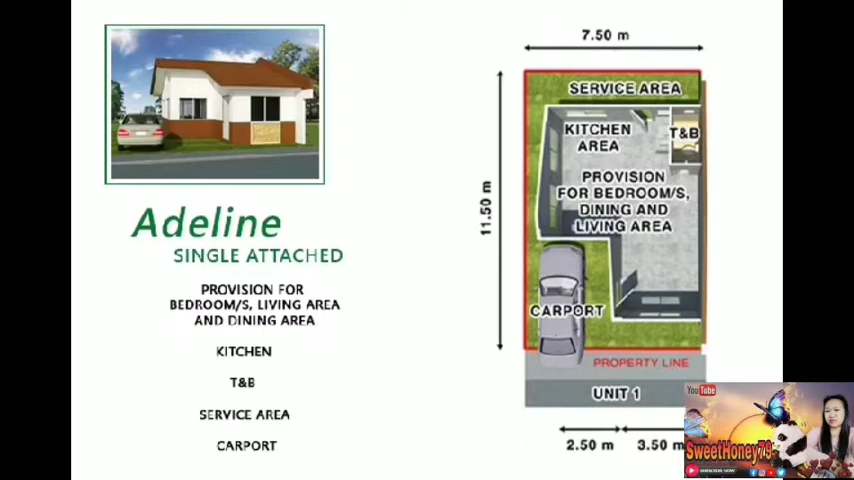 Adeline
SINGLE ATTACHED
PROVISION FOR
BEDROOM/S, LIVING AREA
AND DINING AREA
KITCHEN
T&B
SERVICE AREA
CARPORT
7.50 m
11.50 m
SERVICE AREA
KITCHEN
AREA
T&B
PROVISION
FOR BEDROOM/S,
DINING AND
LIVING AREA
CARPORT
PROPERTY LINE
UNIT 1
2.50 m
3.50 m
YouTube
SweetHoney79
SUBSCRIBE NOW